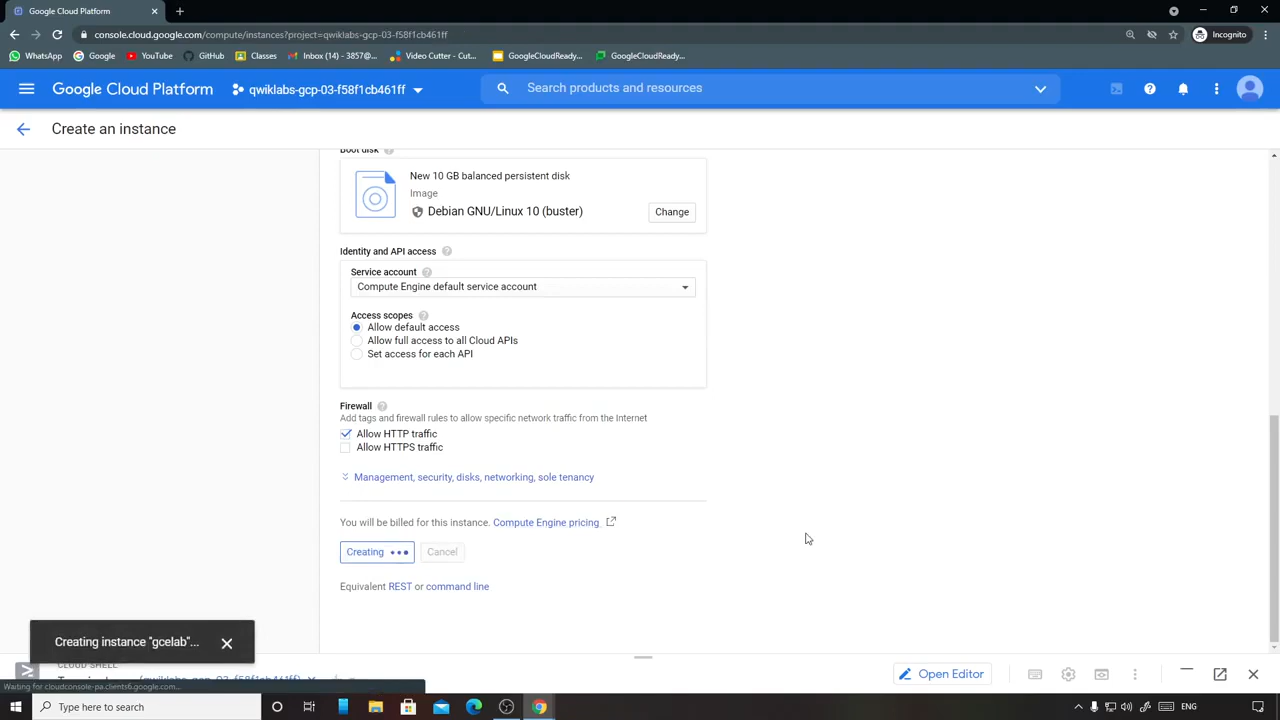 Google Cloud Platform
console.cloud.google.com/compute/instances?project=qwiklabs-gcp-03-f58f1cb461ff
Incognito
WhatsApp
Google
YouTube
GitHub
Classes
Inbox (14) - 3857@...
Video Cutter - Cut...
GoogleCloudReady...
GoogleCloudReady...
Google Cloud Platform
qwiklabs-gcp-03-f58f1cb461ff
Search products and resources
Create an instance
Boot disk
New 10 GB balanced persistent disk
Image
Debian GNU/Linux 10 (buster)
Change
Identity and API access
Service account
Compute Engine default service account
Access scopes
Allow default access
Allow full access to all Cloud APIs
Set access for each API
Firewall
Add tags and firewall rules to allow specific network traffic from the Internet
Allow HTTP traffic
Allow HTTPS traffic
Management, security, disks, networking, sole tenancy
You will be billed for this instance. Compute Engine pricing
Creating
Cancel
Equivalent REST or command line
Creating instance "gcelab"...
CLOUD SHELL
(qwiklabs-gcp-03-f58f1cb461ff)
Open Editor
Waiting for cloudconsole-pa.clients6.google.com...
Type here to search
ENG